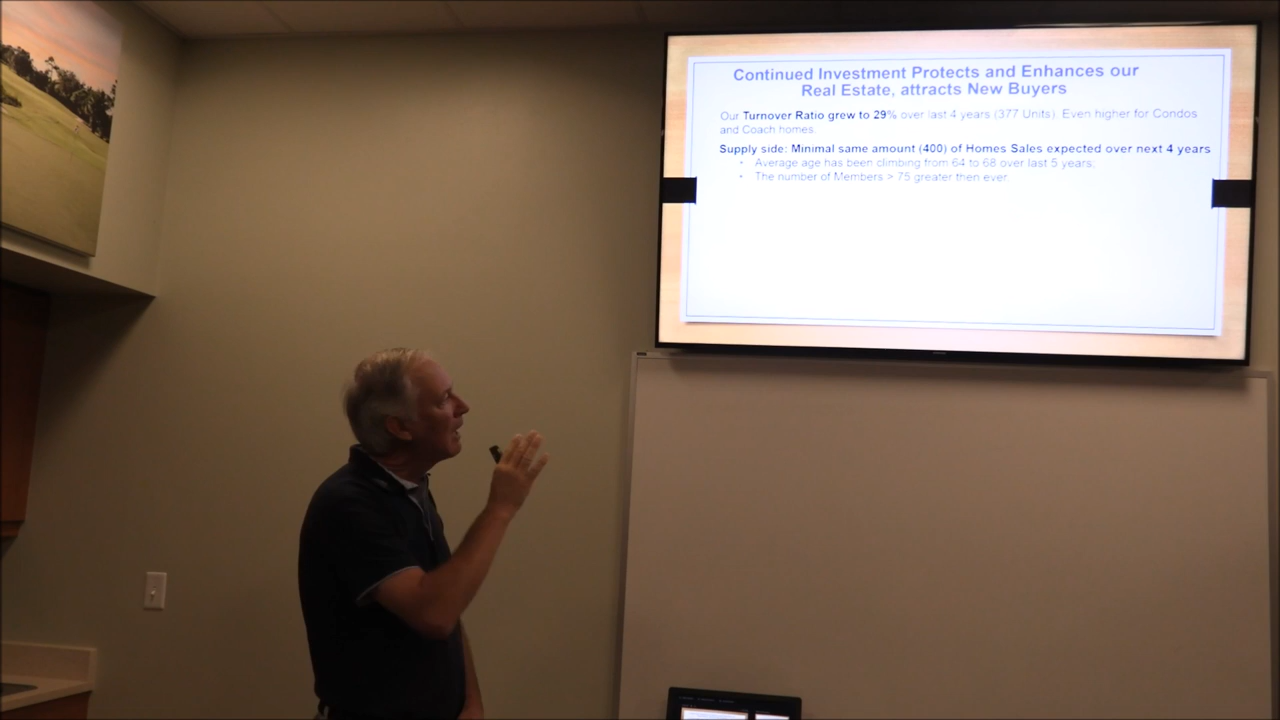 Continued Investment Protects and Enhances our
Real Estate, attracts New Buyers
Our Turnover Ratio grew to 29% over last 4 years (377 Units). Even higher for Condos
and Coach homes.
Supply side: Minimal same amount (400) of Homes Sales expected over next 4 years
• Average age has been climbing from 64 to 68 over last 5 years;
• The number of Members > 75 greater then ever